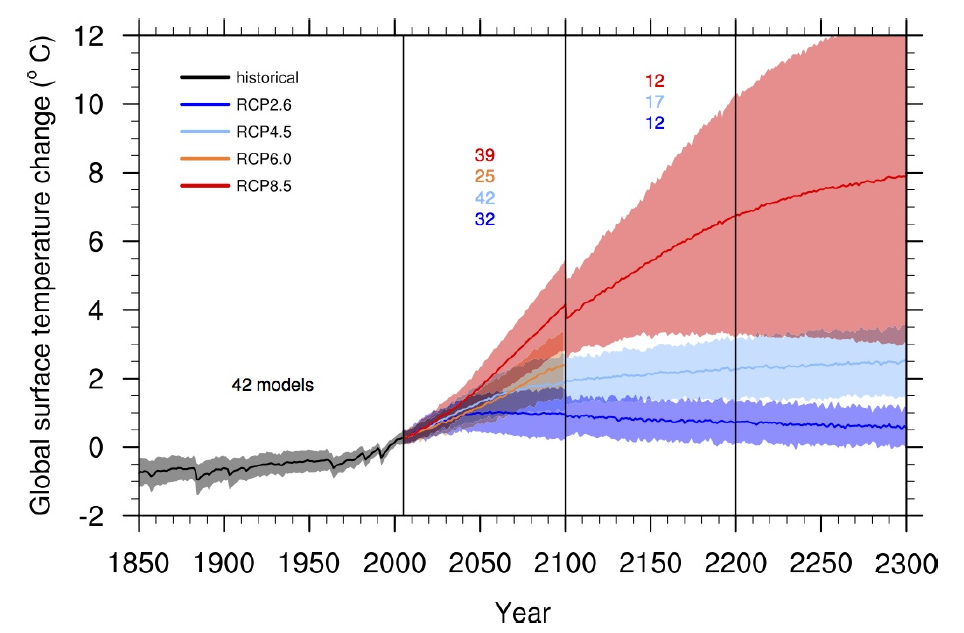 Global surface temperature change (° C)
12
10
8
6
4
2
0
-2
historical
RCP2.6
RCP4.5
RCP6.0
RCP8.5
42 models
39
25
42
32
12
17
12
1850 1900 1950 2000 2050 2100 2150 2200 2250 2300
Year